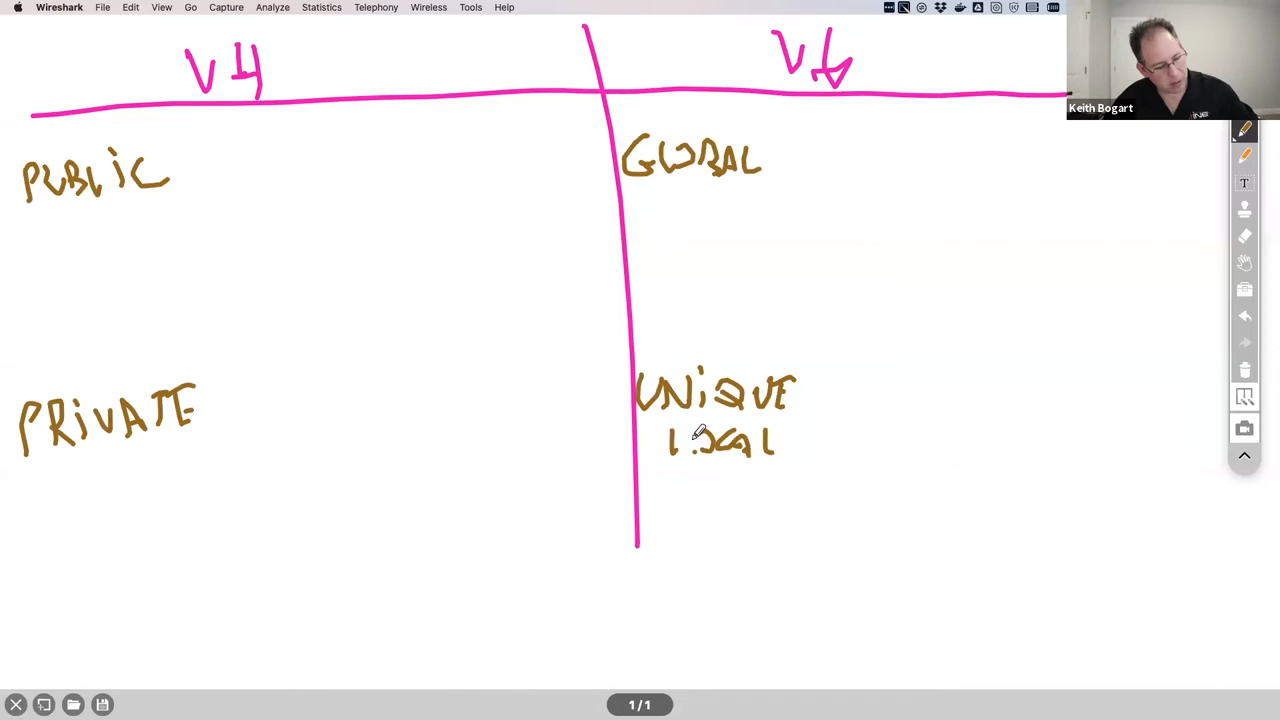 Wireshark File Edit View Go Capture Analyze Statistics Telephony Wireless Tools Help
V4 V6
Keith Bogart
INE
PUBLIC GLOBAL
PRIVATE UNIQUE
LOCAL
T
1/1